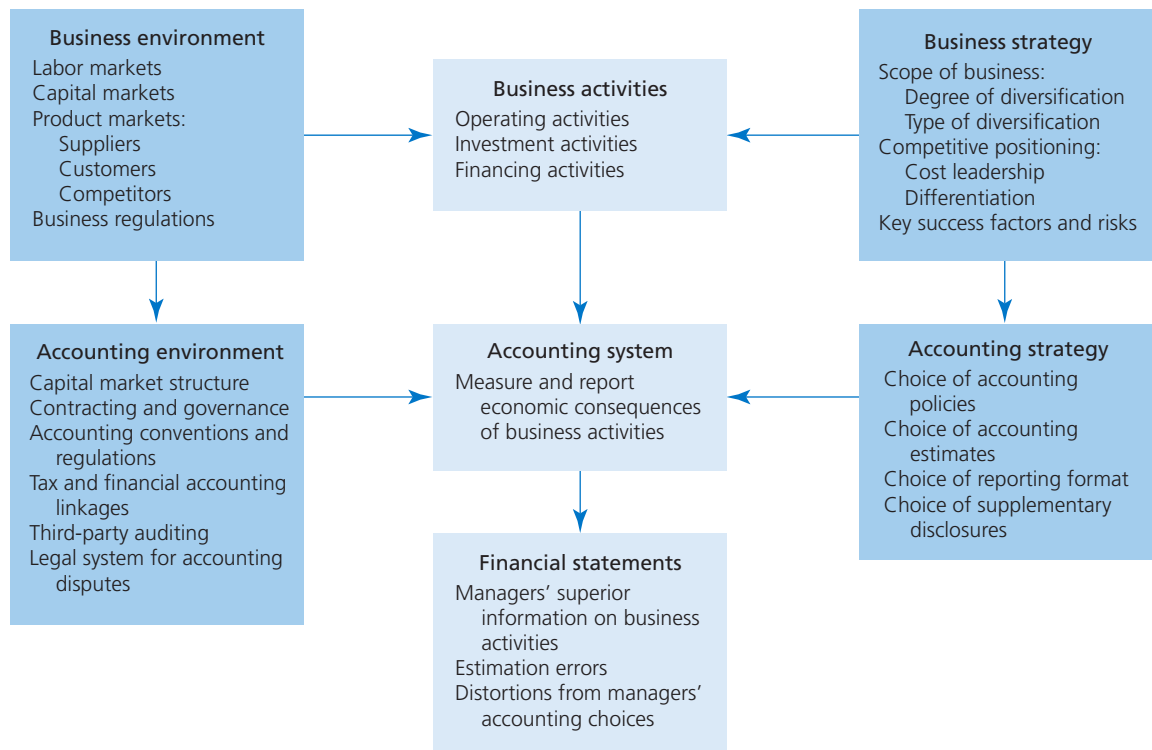 Business environment
Labor markets
Capital markets
Product markets:
Suppliers
Customers
Competitors
Business regulations
Business activities
Operating activities
Investment activities
Financing activities
Business strategy
Scope of business:
Degree of diversification
Type of diversification
Competitive positioning:
Cost leadership
Differentiation
Key success factors and risks
Accounting environment
Capital market structure
Contracting and governance
Accounting conventions and
regulations
Tax and financial accounting
linkages
Third-party auditing
Legal system for accounting
disputes
Accounting system
Measure and report
economic consequences
of business activities
Accounting strategy
Choice of accounting
policies
Choice of accounting
estimates
Choice of reporting format
Choice of supplementary
disclosures
Financial statements
Managers’ superior
information on business
activities
Estimation errors
Distortions from managers’
accounting choices